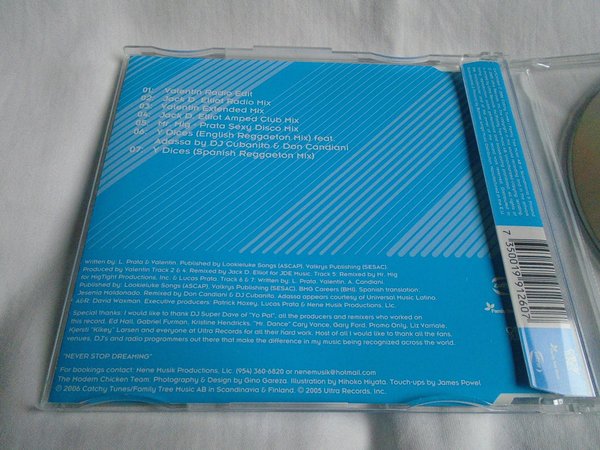 01: Valentin Radio Edit
02: Jack D. Elliot Radio Mix
03: Valentin Extended Mix
04: Jack D. Elliot Amped Club Mix
05: Mr. Mig - Prata Sexy Disco Mix
06: Y Dices (English Reggaeton Mix) feat.
Adassa by DJ Cubanito & Don Candiani
07: Y Dices (Spanish Reggaeton Mix)
Written by: L. Prata & Valentin. Published by Lookieluke Songs (ASCAP), Valkrys Publishing (SESAC).
Produced by Valentin Track 2 & 4: Remixed by Jack D. Elliot for JDE Music. Track 5: Remixed by Mr. Mig
for MigTight Productions, Inc. & Lucas Prata. Track 6 & 7: Written by: L. Prata, Valentin, A. Candiani.
Published by: Lookieluke Songs (ASCAP), Valkrys Publishing (SESAC), BMG Careers (BMI). Spanish translation:
Jesenia Maldonado. Remixed by Don Candiani & DJ Cubanito. Adassa appears courtesy of Universal Music Latino.
A&R: David Waxman. Executive producers: Patrick Moxey, Lucas Prata & Nene Musik Productions, Llc.
Special thanks: I would like to thank DJ Super Dave of "Yo Pal", all the producers and remixers who worked on
this record, Ed Hall, Gabriel Furman, Kristine Hendricks, "Mr. Dance" Cary Vance, Gary Ford, Promo Only, Liz Yamale,
Kjersti "Kikey" Larsen and everyone at Ultra Records for all their hard work. Most of all I would like to thank all the fans,
venues, DJ's and radio programmers out there that make the difference in my music being recognized across the world.
"NEVER STOP DREAMING"
For bookings contact: Nene Musik Productions, Llc. (954) 360-6820 or nenemusik@hotmail.com
The Modern Chicken Team: Photography & Design by Gino Gareza. Illustration by Mihoko Miyata. Touch-ups by James Povel
℗ 2006 Catchy Tunes/Family Tree Music AB in Scandinavia & Finland. © 2005 Ultra Records, Inc.
7 350019 912607